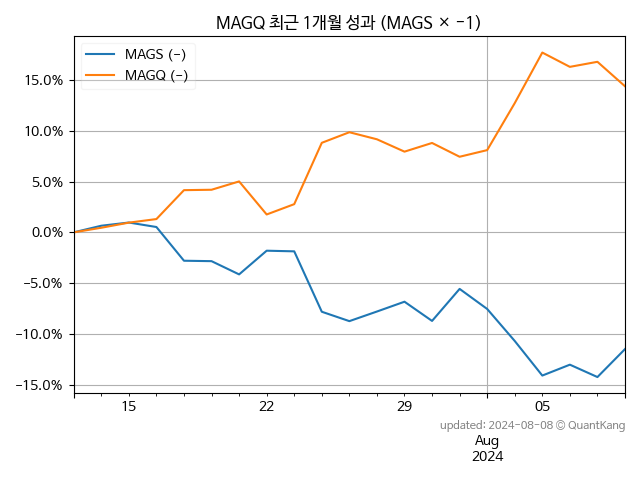 MAGQ 최근 1개월 성과 (MAGS × -1)
MAGS (-)
MAGQ (-)
15.0%
10.0%
5.0%
0.0%
-5.0%
-10.0%
-15.0%
15
22
29
05
Aug
2024
updated: 2024-08-08 © QuantKang